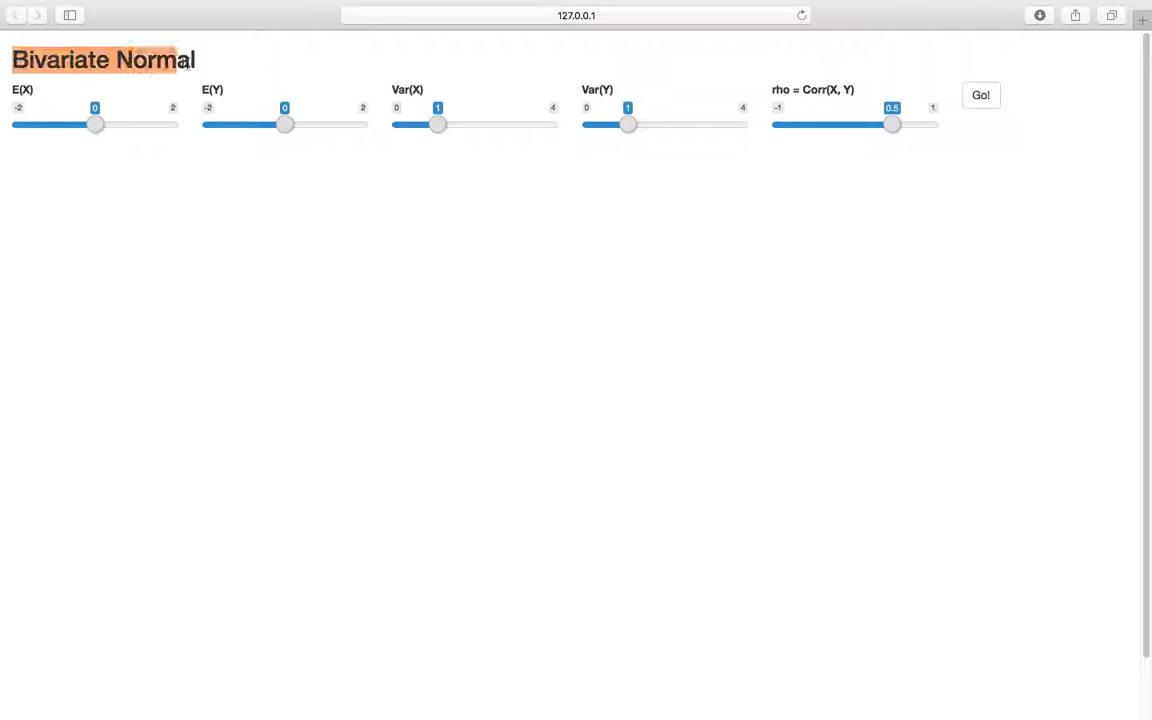 127.0.0.1
Bivariate Normal
E(X) E(Y) Var(X) Var(Y) rho = Corr(X, Y) Go!
-2 0 2 -2 0 2 0 1 4 0 1 4 -1 0.5 1